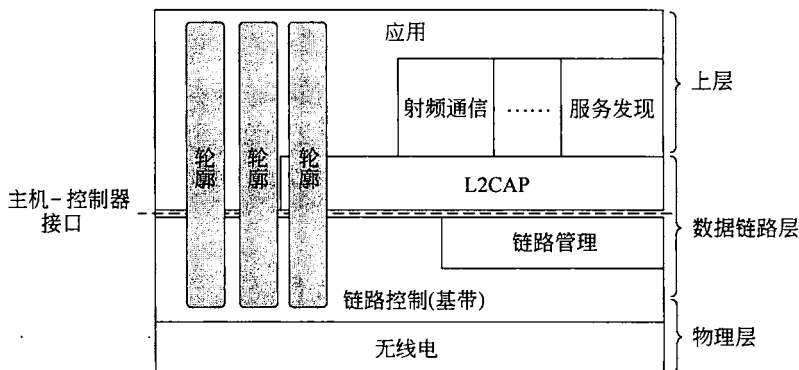 应用
射频通信
……
服务发现
上层
轮廓
轮廓
轮廓
L2CAP
主机-控制器
接口
数据链路层
链路管理
链路控制(基带)
物理层
无线电